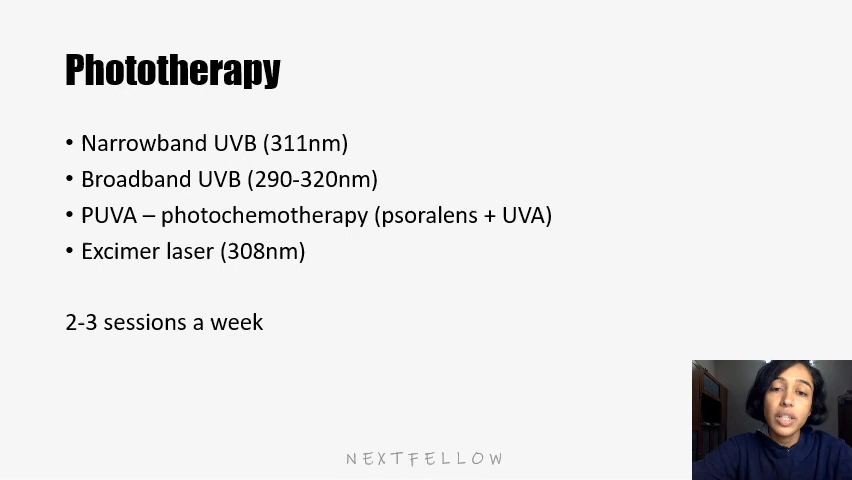 Phototherapy
• Narrowband UVB (311nm)
• Broadband UVB (290-320nm)
• PUVA – photochemotherapy (psoralens + UVA)
• Excimer laser (308nm)
2-3 sessions a week
NEXTFELLOW